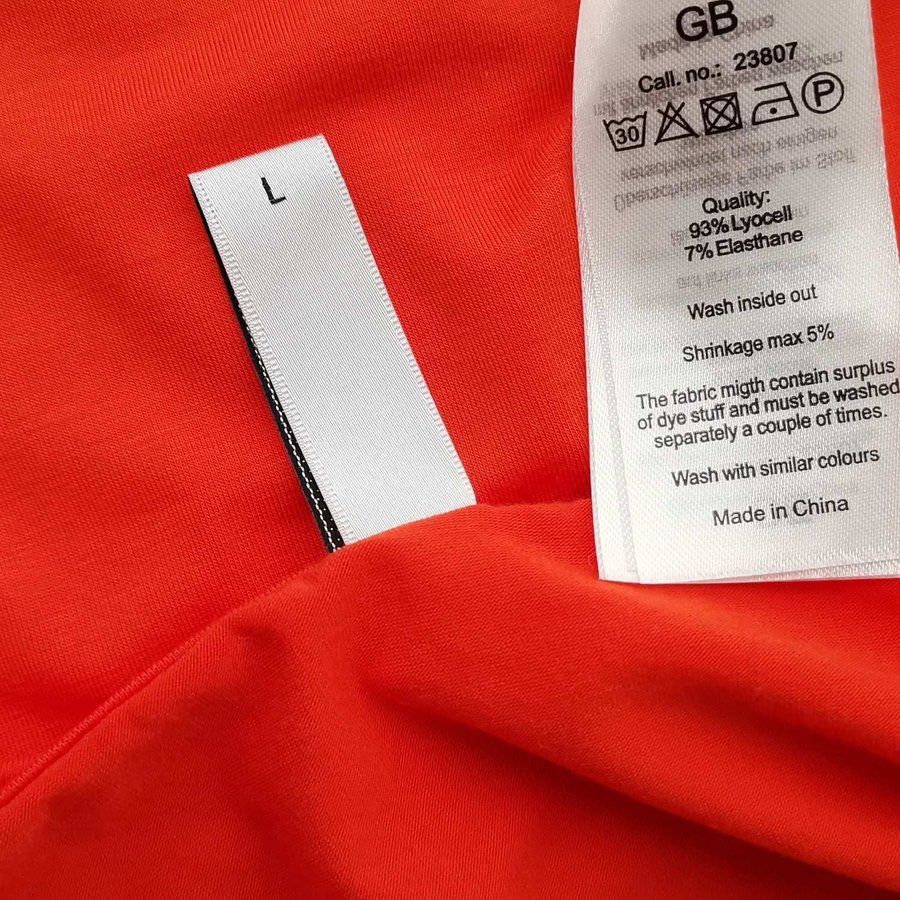 L
GB
Call. no.: 23807
30 P
Quality:
93% Lyocell
7% Elasthane
Wash inside out
Shrinkage max 5%
The fabric migth contain surplus
of dye stuff and must be washed
separately a couple of times.
Wash with similar colours
Made in China